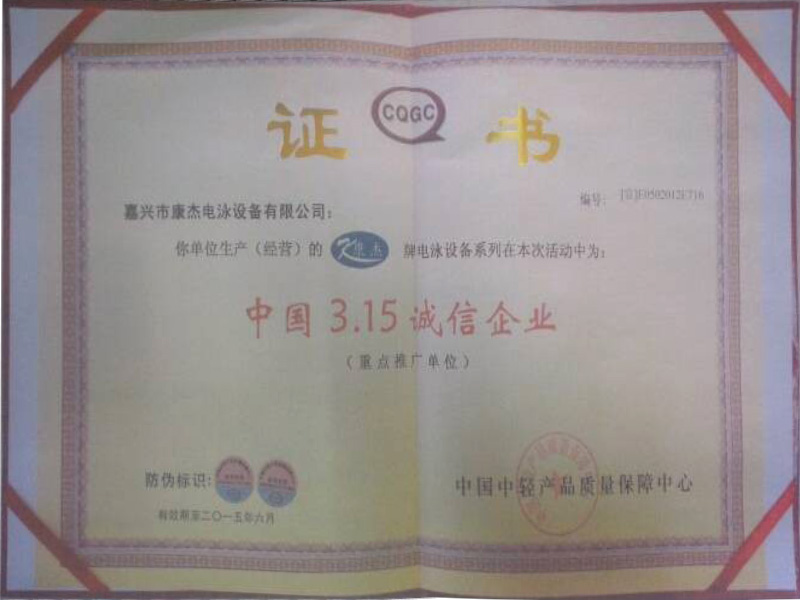 证 CQGC 书
编号:
嘉兴市康杰电泳设备有限公司:
你单位生产(经营)的 康杰 牌电泳设备系列在本次活动中为:
中国 3.15 诚信企业
(重点推广单位)
防伪标识:
中国中轻产品质量保障中心
有效期至二〇一五年六月